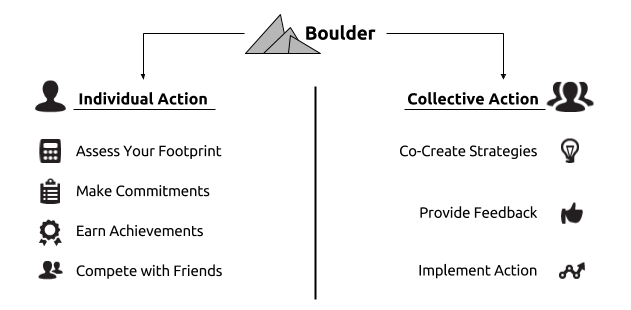 Boulder
Individual Action
Assess Your Footprint
Make Commitments
Earn Achievements
Compete with Friends
Collective Action
Co-Create Strategies
Provide Feedback
Implement Action